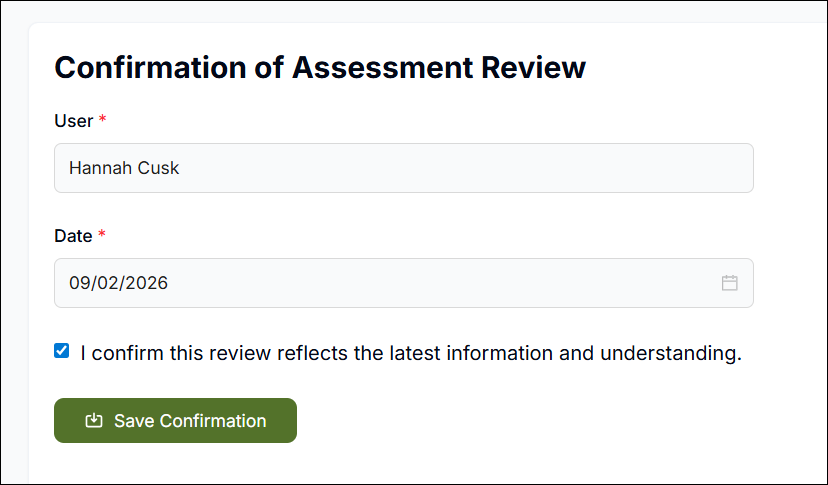 Confirmation of Assessment Review
User *
Hannah Cusk
Date *
09/02/2026
I confirm this review reflects the latest information and understanding.
Save Confirmation